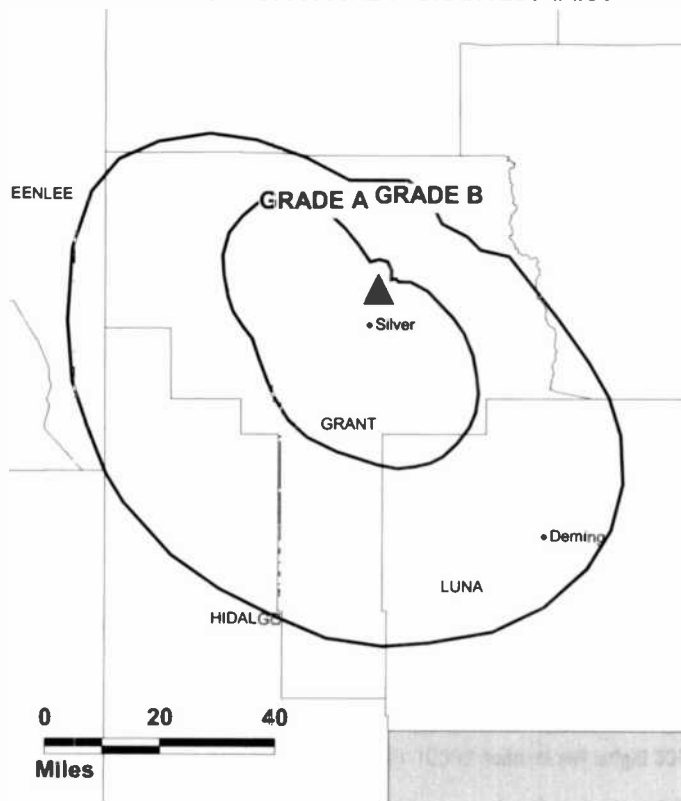 EENLEE
GRADE A GRADE B
Silver
GRANT
Deming
LUNA
HIDALGO
0 20 40
Miles